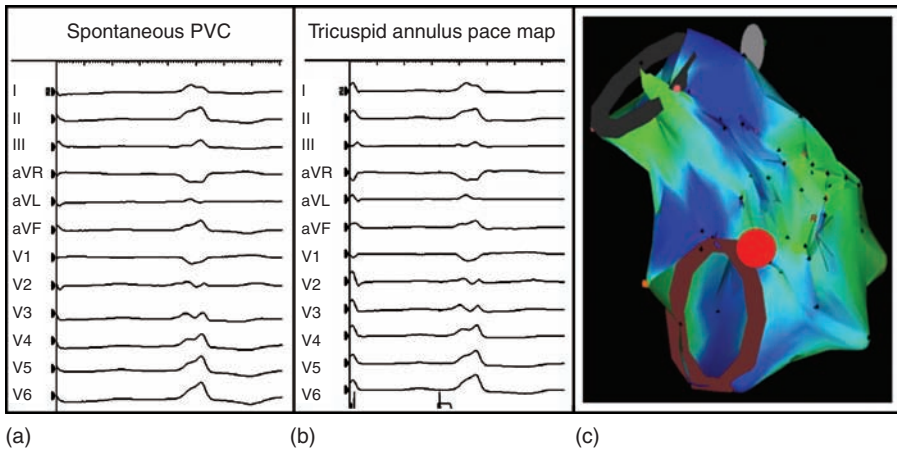 Spontaneous PVC
I
II
III
aVR
aVL
aVF
V1
V2
V3
V4
V5
V6
(a)
Tricuspid annulus pace map
I
II
III
aVR
aVL
aVF
V1
V2
V3
V4
V5
V6
(b)
(c)